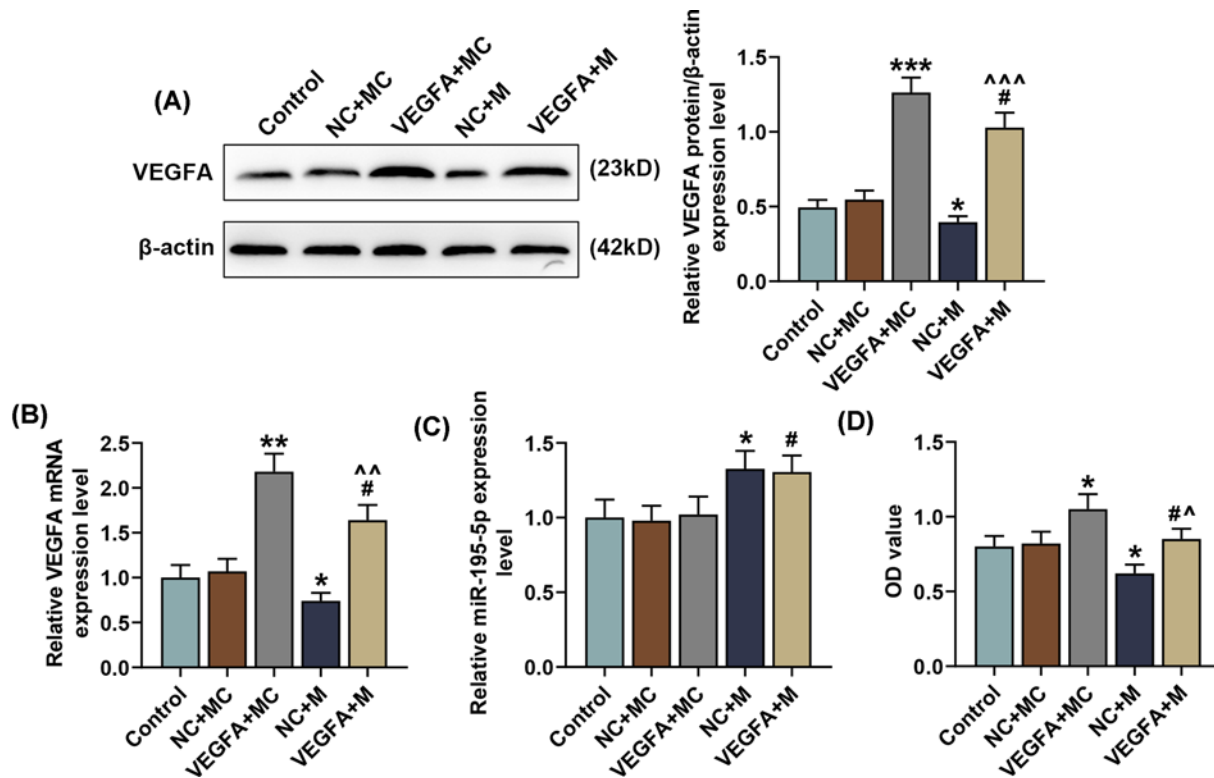 (A)
Control
NC+MC
VEGFA+MC
NC+M
VEGFA+M
VEGFA
(23kD)
β-actin
(42kD)
Relative VEGFA protein/β-actin
expression level
1.5
1.0
0.5
0.0
***
*
^^^
#
Control
NC+MC
VEGFA+MC
NC+M
VEGFA+M
(B)
Relative VEGFA mRNA
expression level
2.5
2.0
1.5
1.0
0.5
0.0
**
*
^^
#
Control
NC+MC
VEGFA+MC
NC+M
VEGFA+M
(C)
Relative miR-195-5p expression
level
1.5
1.0
0.5
0.0
*
#
Control
NC+MC
VEGFA+MC
NC+M
VEGFA+M
(D)
OD value
1.5
1.0
0.5
0.0
*
*
#^
Control
NC+MC
VEGFA+MC
NC+M
VEGFA+M